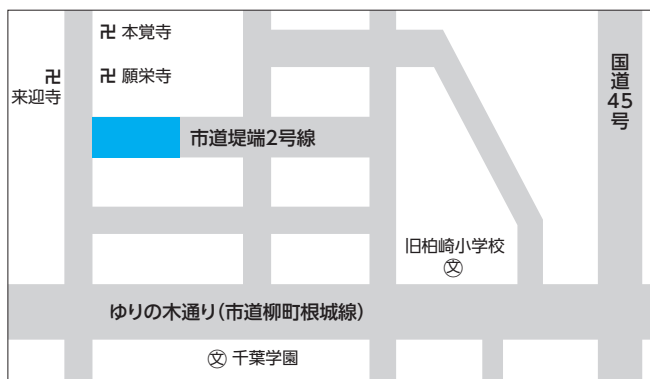 卍 本覚寺
卍 願栄寺
卍
来迎寺
国道45号
市道堤端2号線
旧柏崎小学校
文
ゆりの木通り(市道柳町根城線)
文 千葉学園